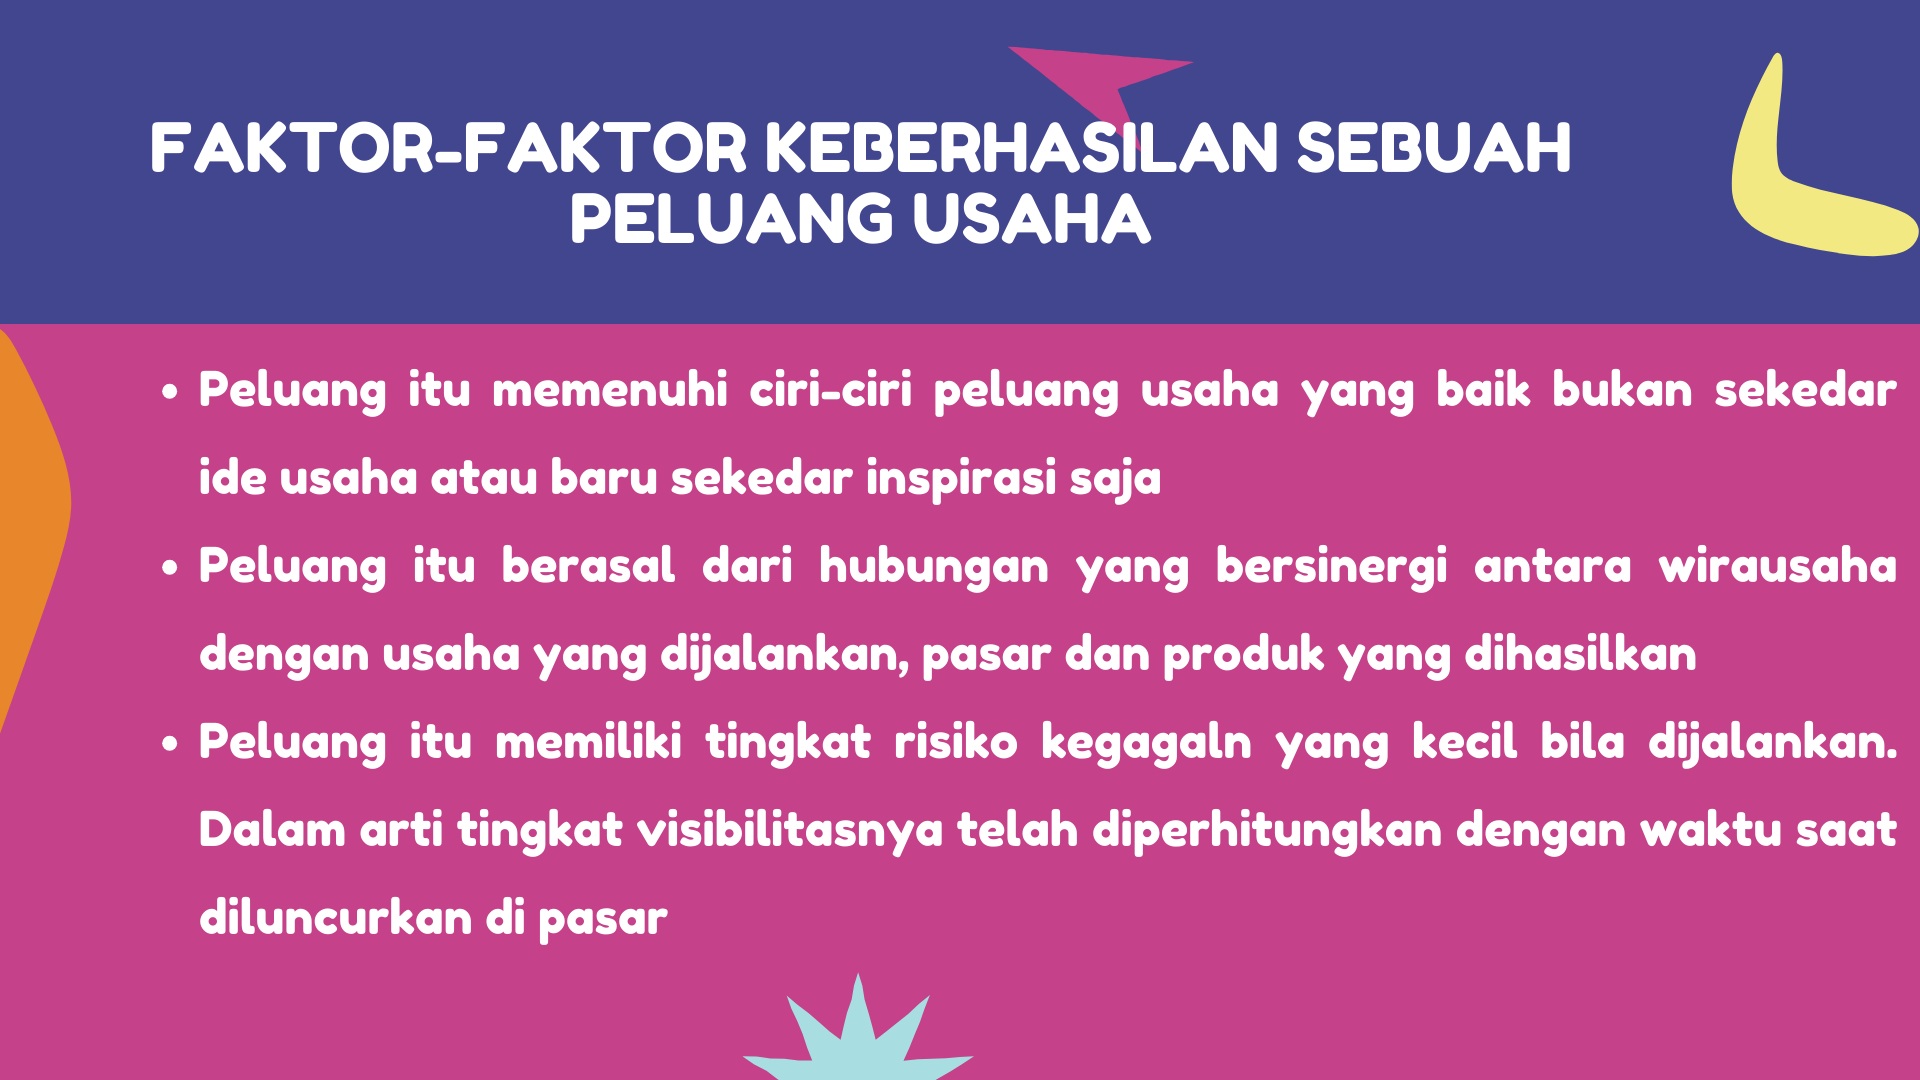 FAKTOR-FAKTOR KEBERHASILAN SEBUAH
PELUANG USAHA
• Peluang itu memenuhi ciri-ciri peluang usaha yang baik bukan sekedar
ide usaha atau baru sekedar inspirasi saja
• Peluang itu berasal dari hubungan yang bersinergi antara wirausaha
dengan usaha yang dijalankan, pasar dan produk yang dihasilkan
• Peluang itu memiliki tingkat risiko kegagaln yang kecil bila dijalankan.
Dalam arti tingkat visibilitasnya telah diperhitungkan dengan waktu saat
diluncurkan di pasar